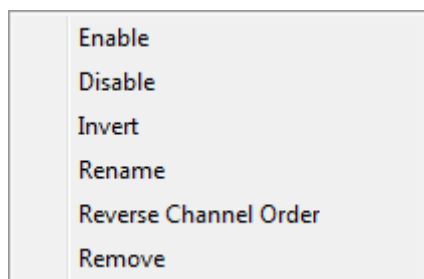 Enable
Disable
Invert
Rename
Reverse Channel Order
Remove